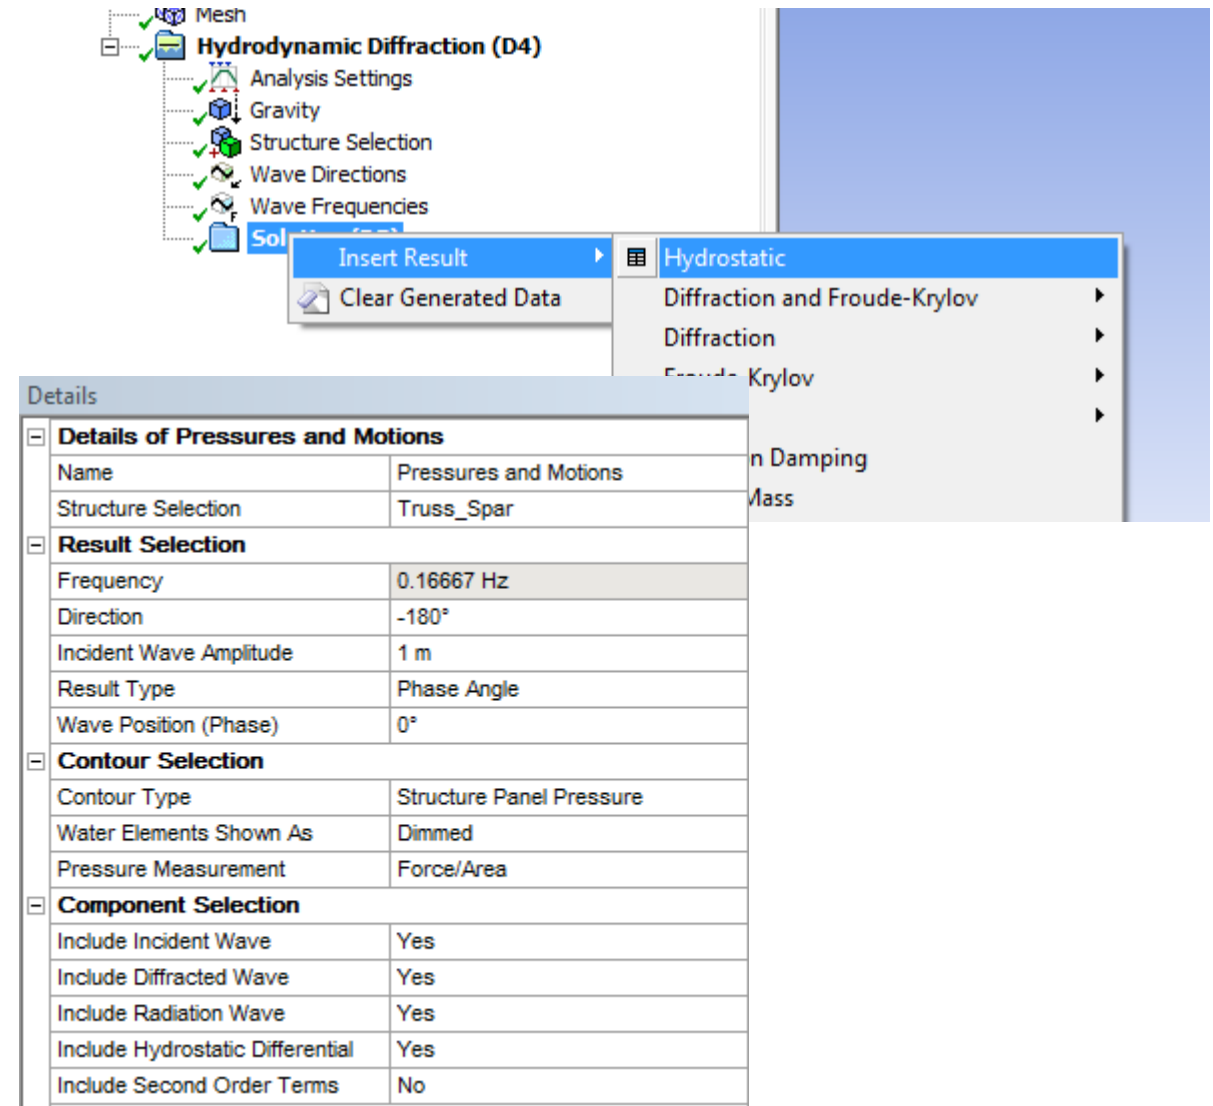 Mesh
Hydrodynamic Diffraction (D4)
Analysis Settings
Gravity
Structure Selection
Wave Directions
Wave Frequencies
Insert Result
Hydrostatic
Clear Generated Data
Diffraction and Froude-Krylov
Diffraction
Krylov
n Damping
Mass
Details
Details of Pressures and Motions
Name Pressures and Motions
Structure Selection Truss_Spar
Result Selection
Frequency 0.16667 Hz
Direction -180°
Incident Wave Amplitude 1 m
Result Type Phase Angle
Wave Position (Phase) 0°
Contour Selection
Contour Type Structure Panel Pressure
Water Elements Shown As Dimmed
Pressure Measurement Force/Area
Component Selection
Include Incident Wave Yes
Include Diffracted Wave Yes
Include Radiation Wave Yes
Include Hydrostatic Differential Yes
Include Second Order Terms No